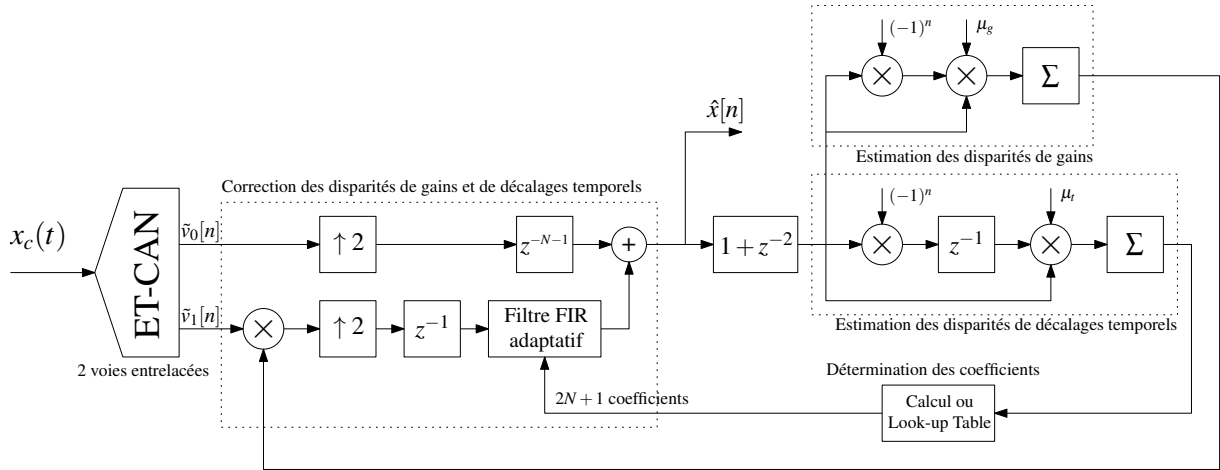 (−1)ⁿ
μ_g
×
×
Σ
x̂[n]
Estimation des disparités de gains
Correction des disparités de gains et de décalages temporels
(−1)ⁿ
μ_t
x_c(t)
ET-CAN
ṽ₀[n]
↑ 2
z^{−N−1}
+
1 + z^{−2}
×
z^{−1}
×
Σ
ṽ₁[n]
×
↑ 2
z^{−1}
Filtre FIR
adaptatif
Estimation des disparités de décalages temporels
2 voies entrelacées
Détermination des coefficients
2N + 1 coefficients
Calcul ou
Look-up Table